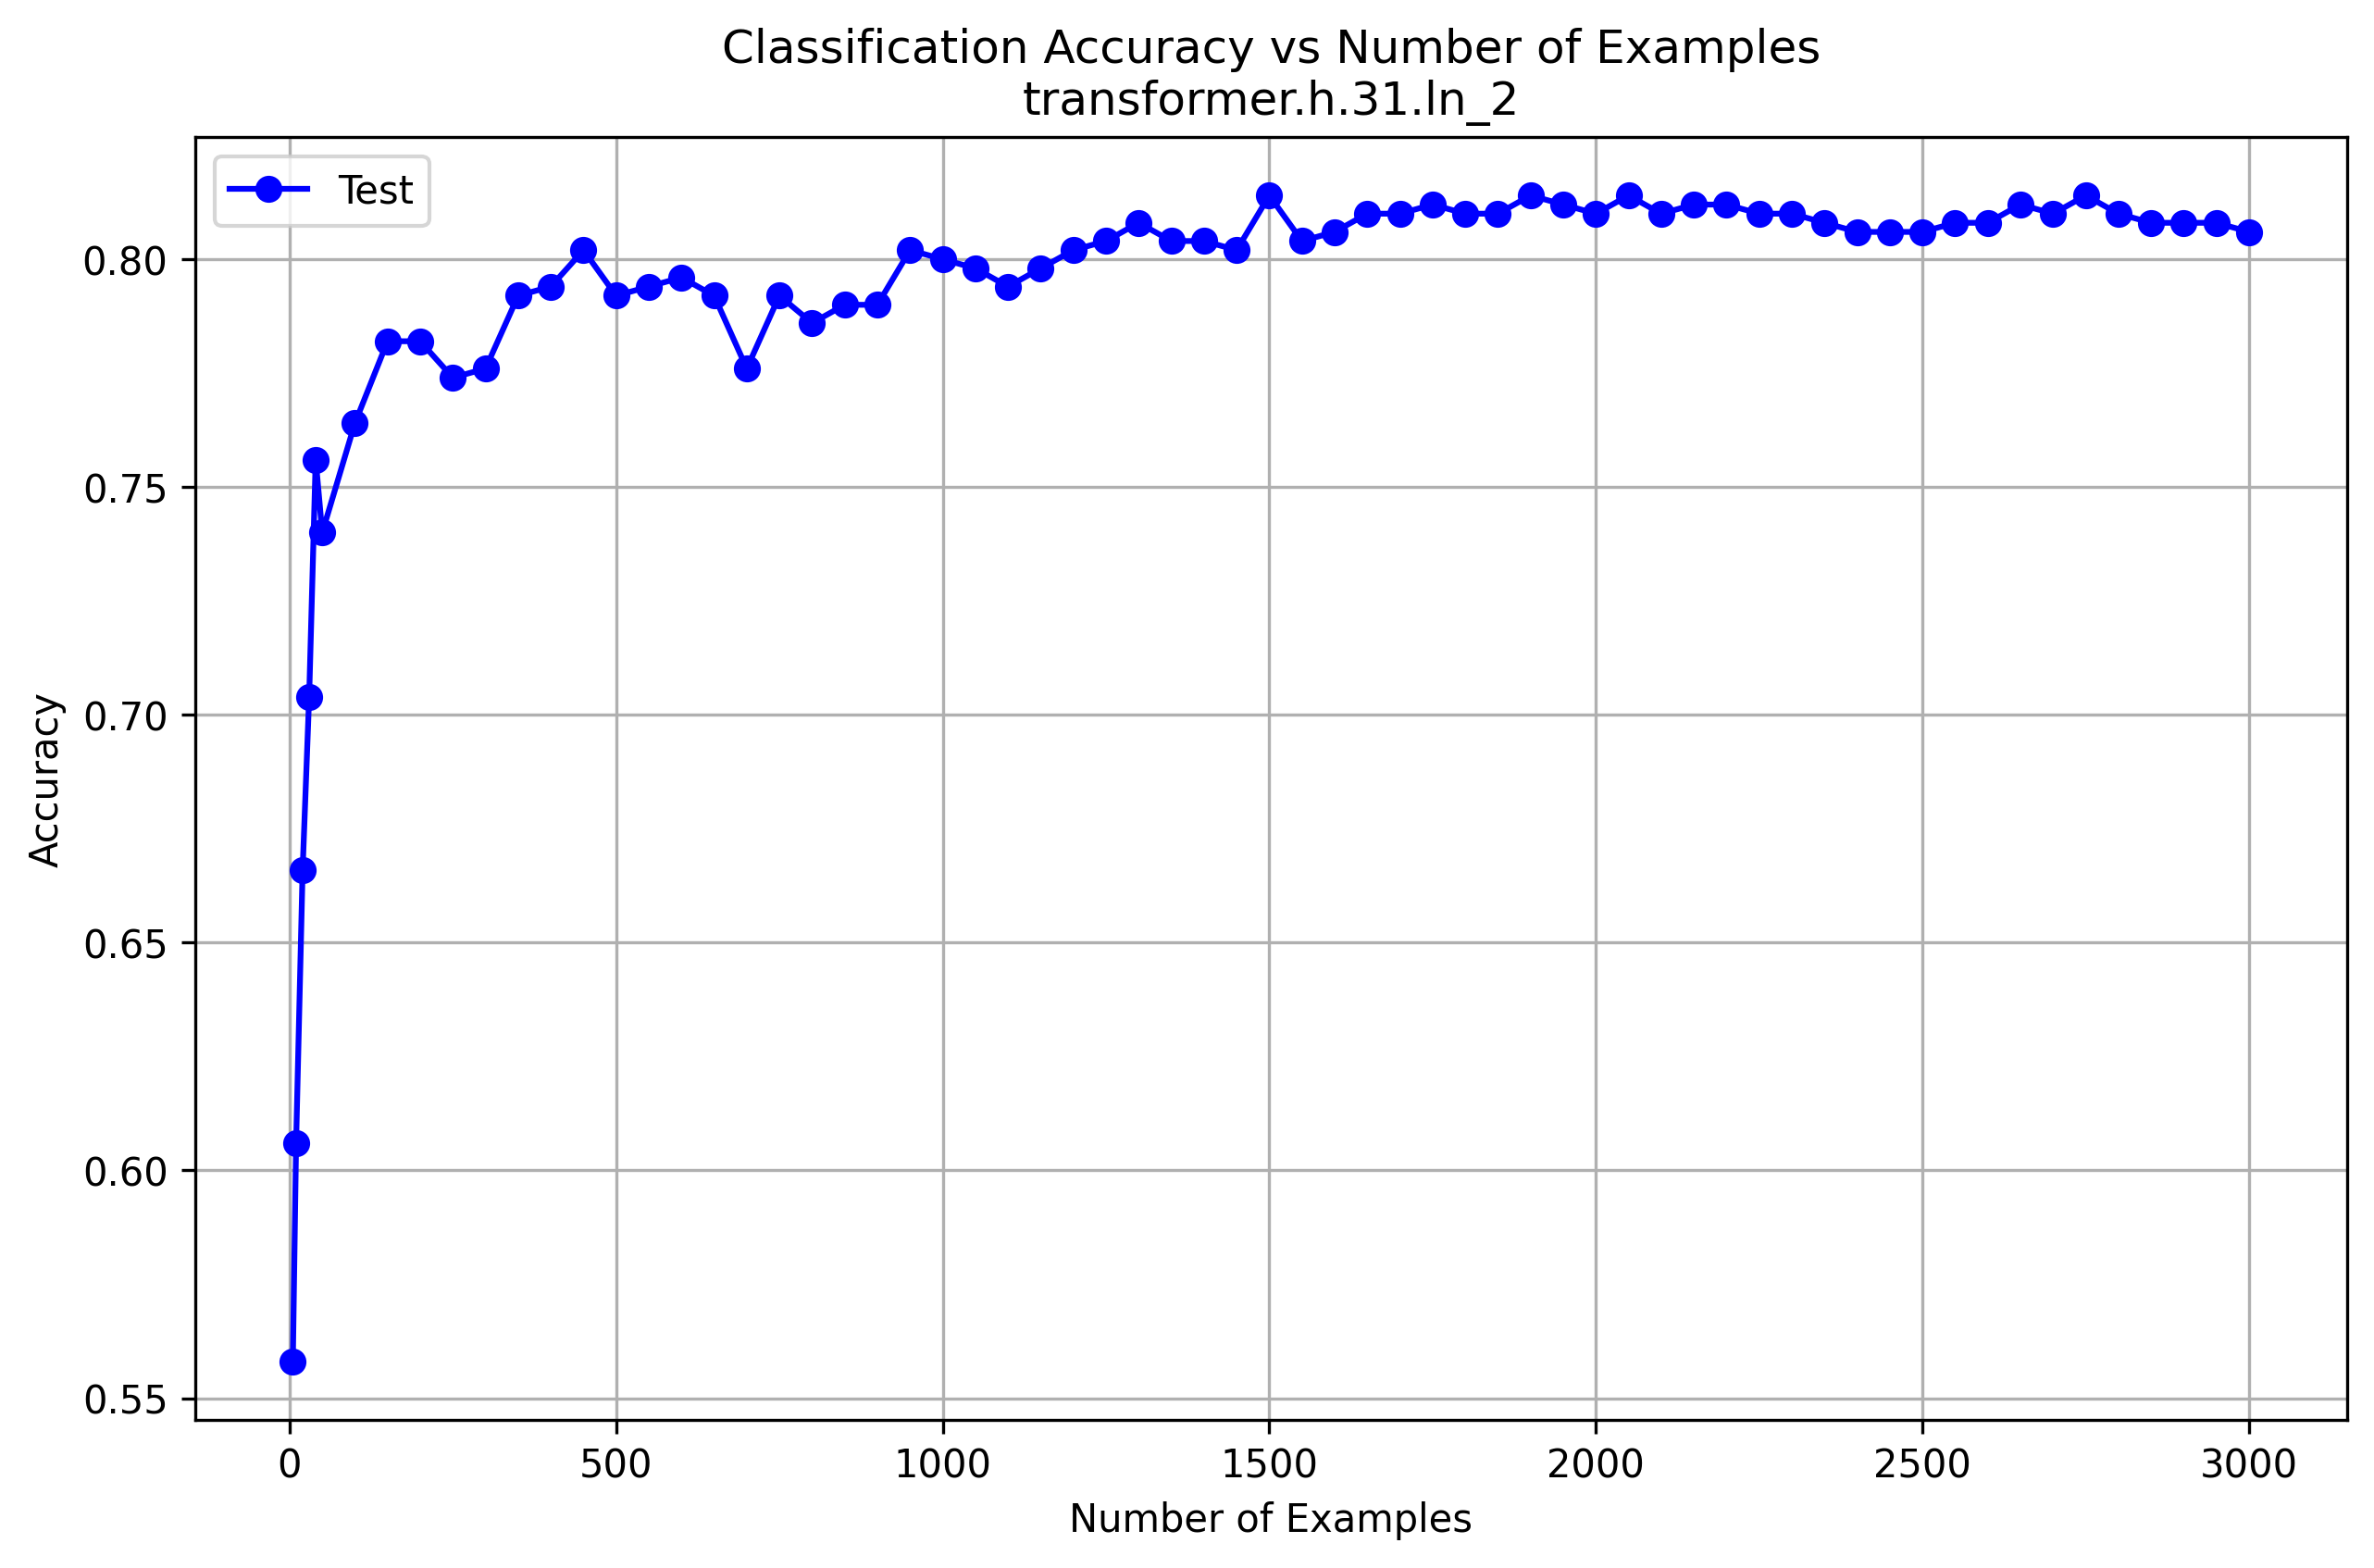 Classification Accuracy vs Number of Examples
transformer.h.31.ln_2
Test
0.80
0.75
0.70
0.65
0.60
0.55
Accuracy
0 500 1000 1500 2000 2500 3000
Number of Examples